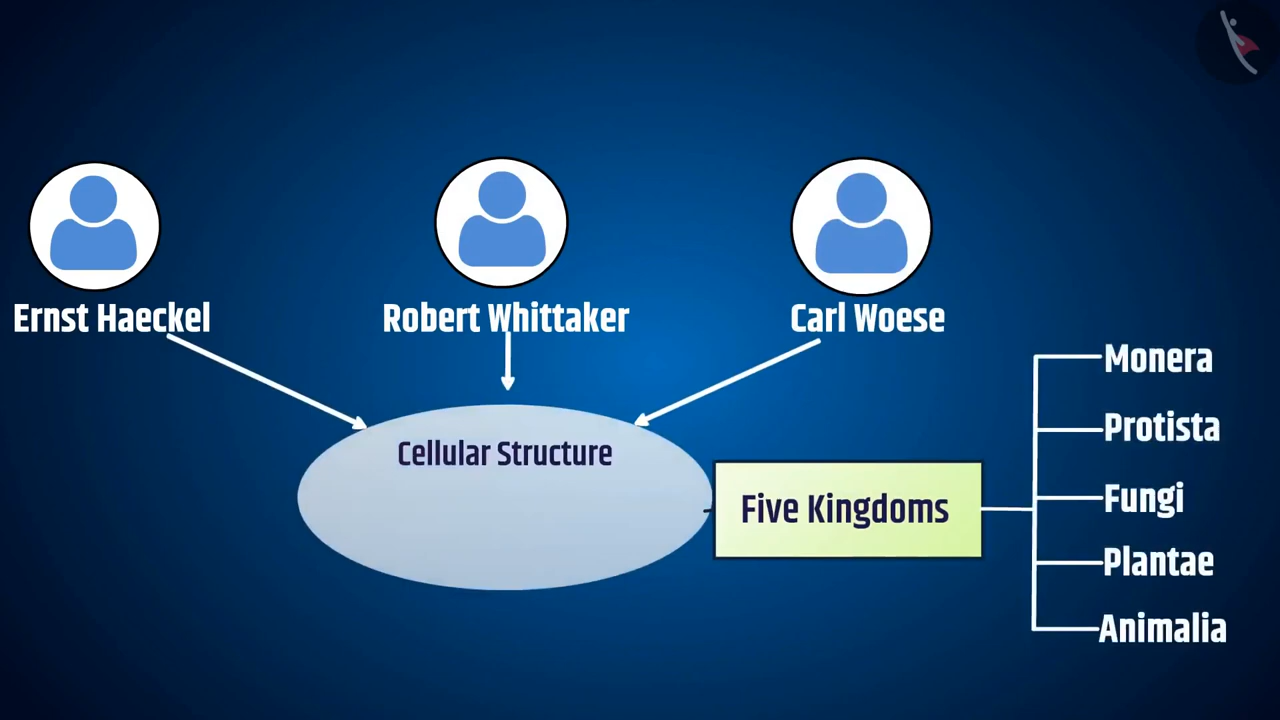 Ernst Haeckel
Robert Whittaker
Carl Woese
Cellular Structure
Five Kingdoms
Monera
Protista
Fungi
Plantae
Animalia